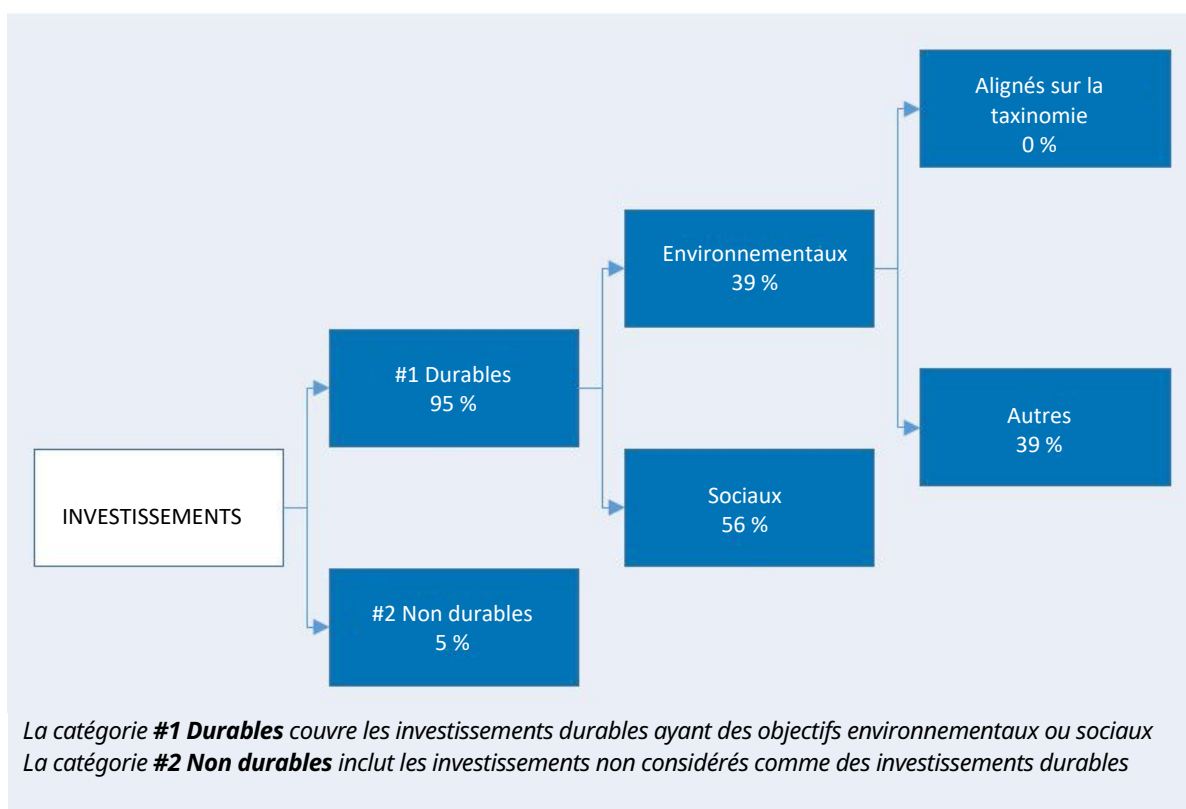 INVESTISSEMENTS
#1 Durables
95 %
#2 Non durables
5 %
Environnementaux
39 %
Sociaux
56 %
Alignés sur la
taxinomie
0 %
Autres
39 %
La catégorie #1 Durables couvre les investissements durables ayant des objectifs environnementaux ou sociaux
La catégorie #2 Non durables inclut les investissements non considérés comme des investissements durables